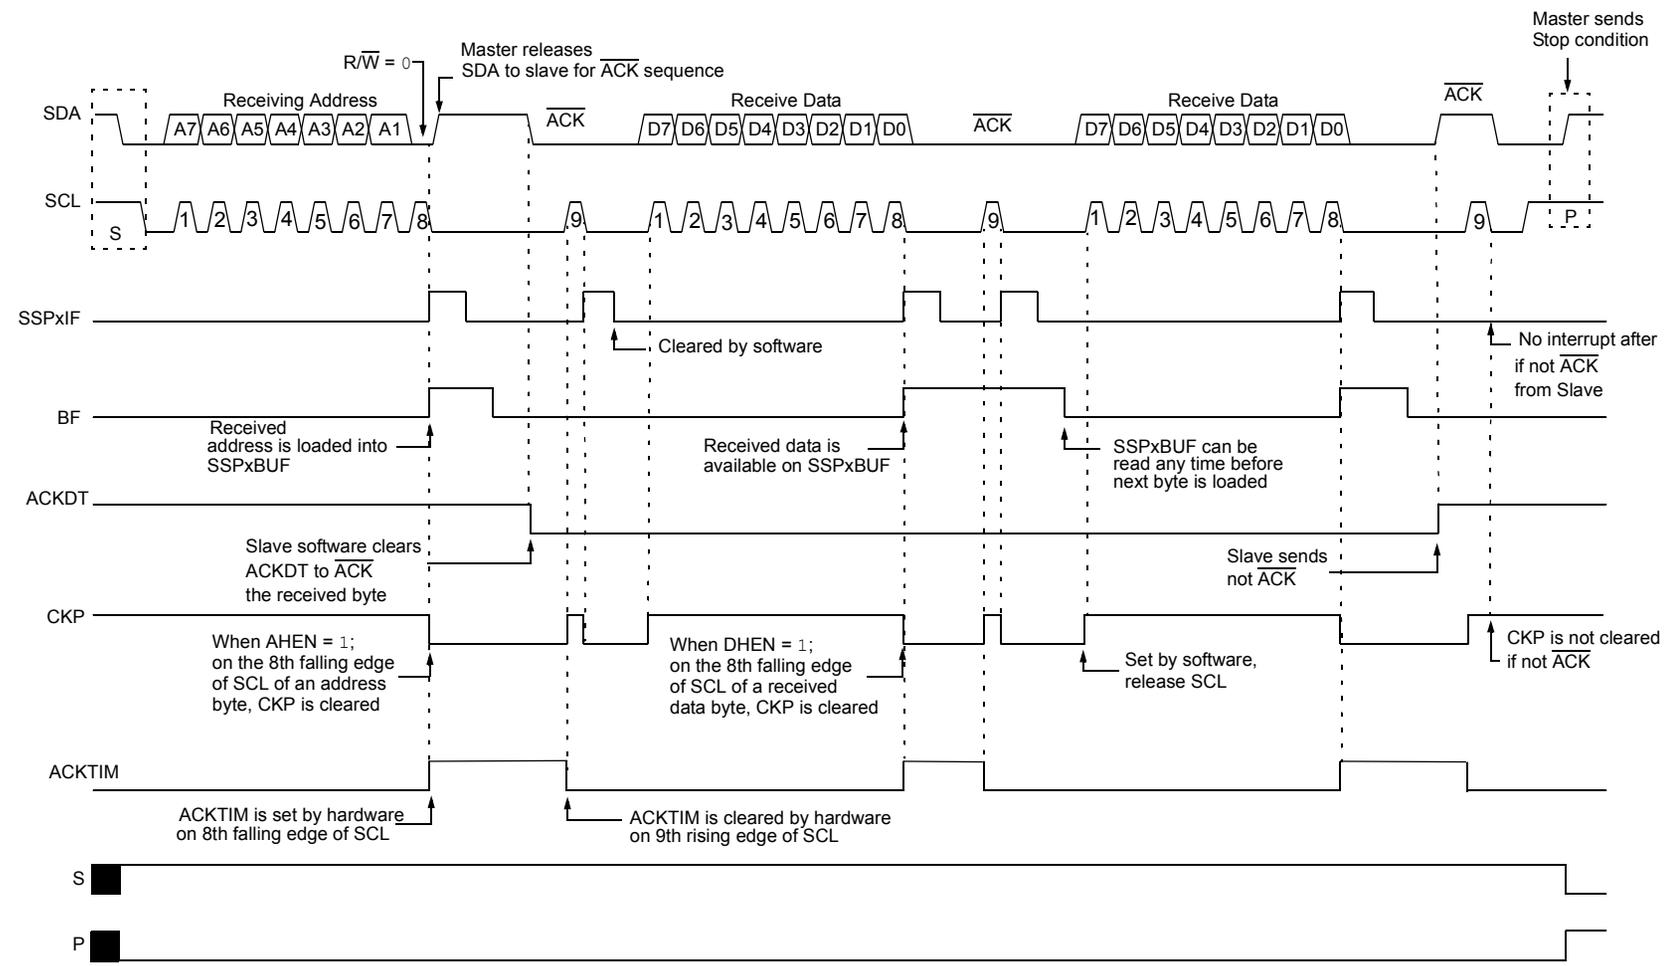 Master sends
Stop condition
Master releases
SDA to slave for ACK sequence
R/W = 0
SDA
Receiving Address
ACK
Receive Data
ACK
Receive Data
ACK
A7 A6 A5 A4 A3 A2 A1
D7 D6 D5 D4 D3 D2 D1 D0
D7 D6 D5 D4 D3 D2 D1 D0
SCL
S
1 2 3 4 5 6 7 8 9
1 2 3 4 5 6 7 8 9
1 2 3 4 5 6 7 8 9
P
SSPxIF
Cleared by software
No interrupt after
if not ACK
from Slave
BF
Received
address is loaded into
SSPxBUF
Received data is
available on SSPxBUF
SSPxBUF can be
read any time before
next byte is loaded
ACKDT
Slave software clears
ACKDT to ACK
the received byte
Slave sends
not ACK
CKP
When AHEN = 1;
on the 8th falling edge
of SCL of an address
byte, CKP is cleared
When DHEN = 1;
on the 8th falling edge
of SCL of a received
data byte, CKP is cleared
Set by software,
release SCL
CKP is not cleared
if not ACK
ACKTIM
ACKTIM is set by hardware
on 8th falling edge of SCL
ACKTIM is cleared by hardware
on 9th rising edge of SCL
S
P